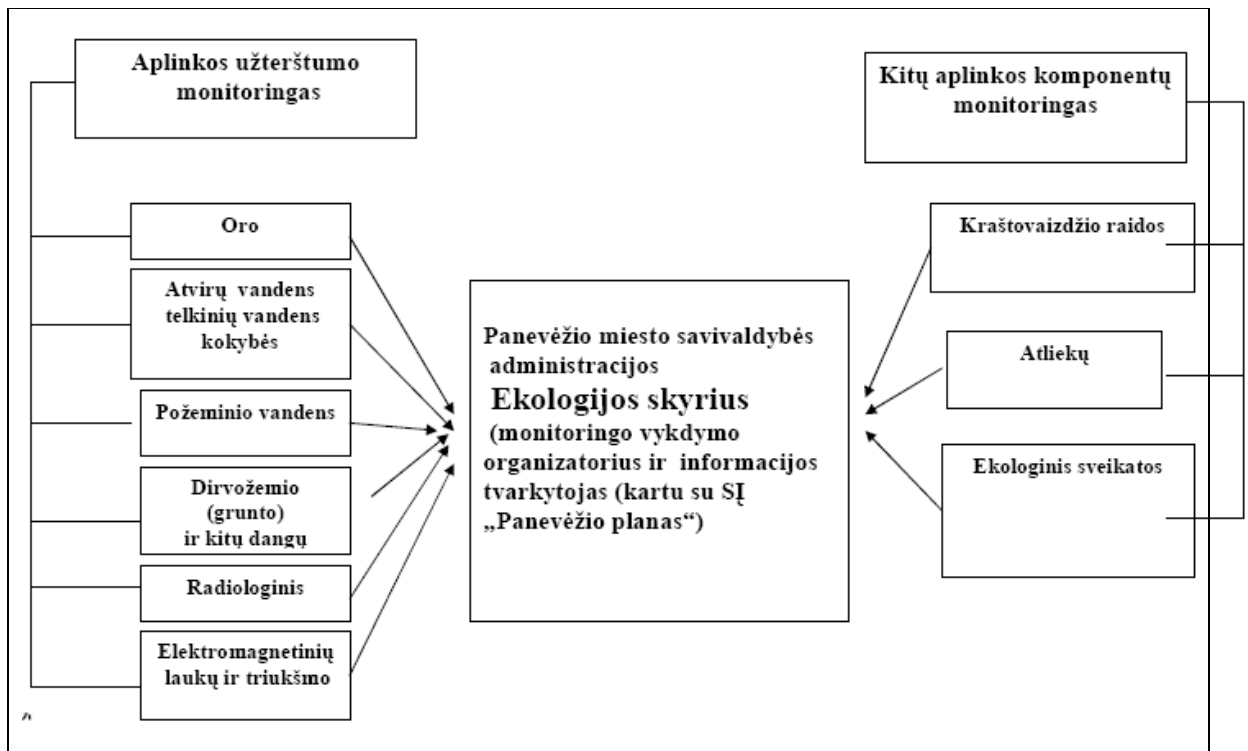 Aplinkos užterštumo
monitoringas
Kitų aplinkos komponentų
monitoringas
Oro
Atvirų vandens
telkinių vandens
kokybės
Požeminio vandens
Dirvožemio
(grunto)
ir kitų dangų
Radiologinis
Elektromagnetinių
laukų ir triukšmo
Panevėžio miesto savivaldybės
administracijos
Ekologijos skyrius
(monitoringo vykdymo
organizatorius ir informacijos
tvarkytojas (kartu su SĮ
„Panevėžio planas“)
Kraštovaizdžio raidos
Atliekų
Ekologinis sveikatos